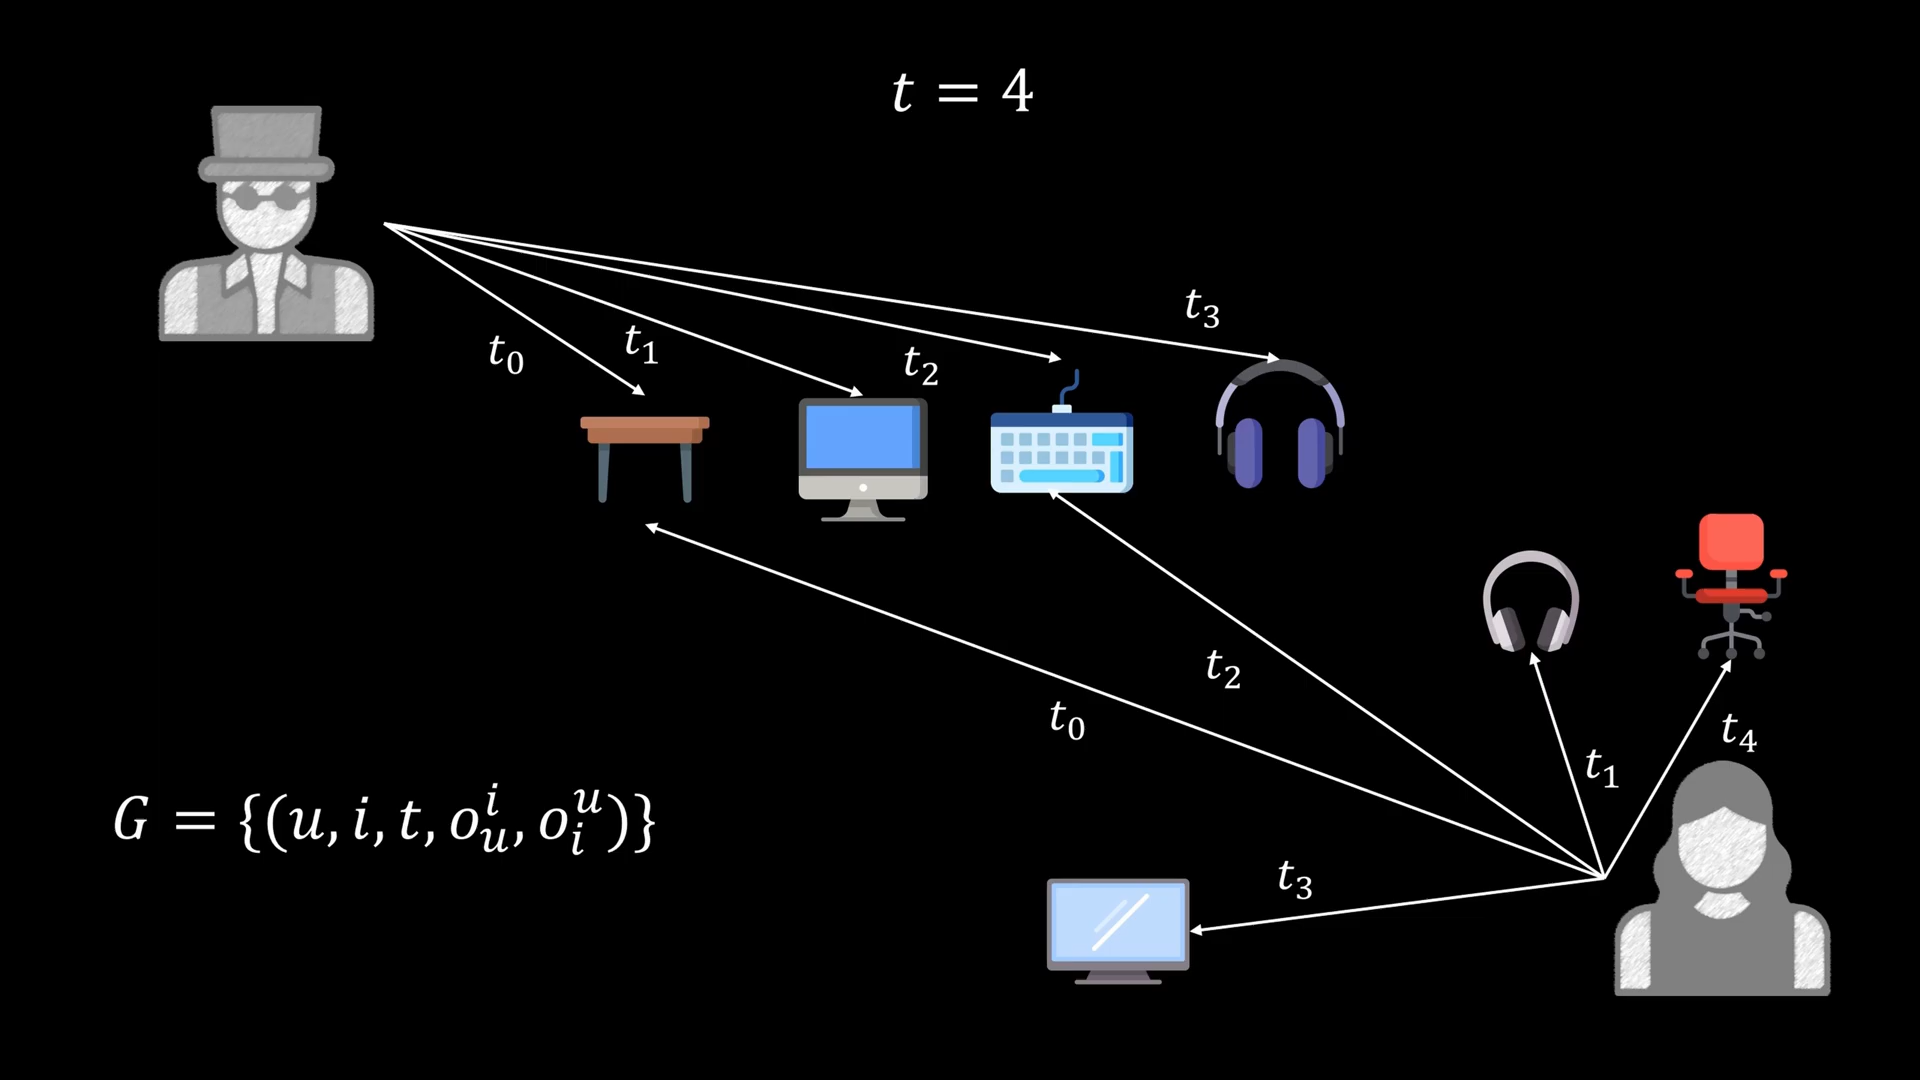 t = 4
t₃
t₁
t₀
t₂
t₂
t₀
t₄
t₁
G = {(u, i, t, oᵤⁱ, oᵢᵘ)}
t₃